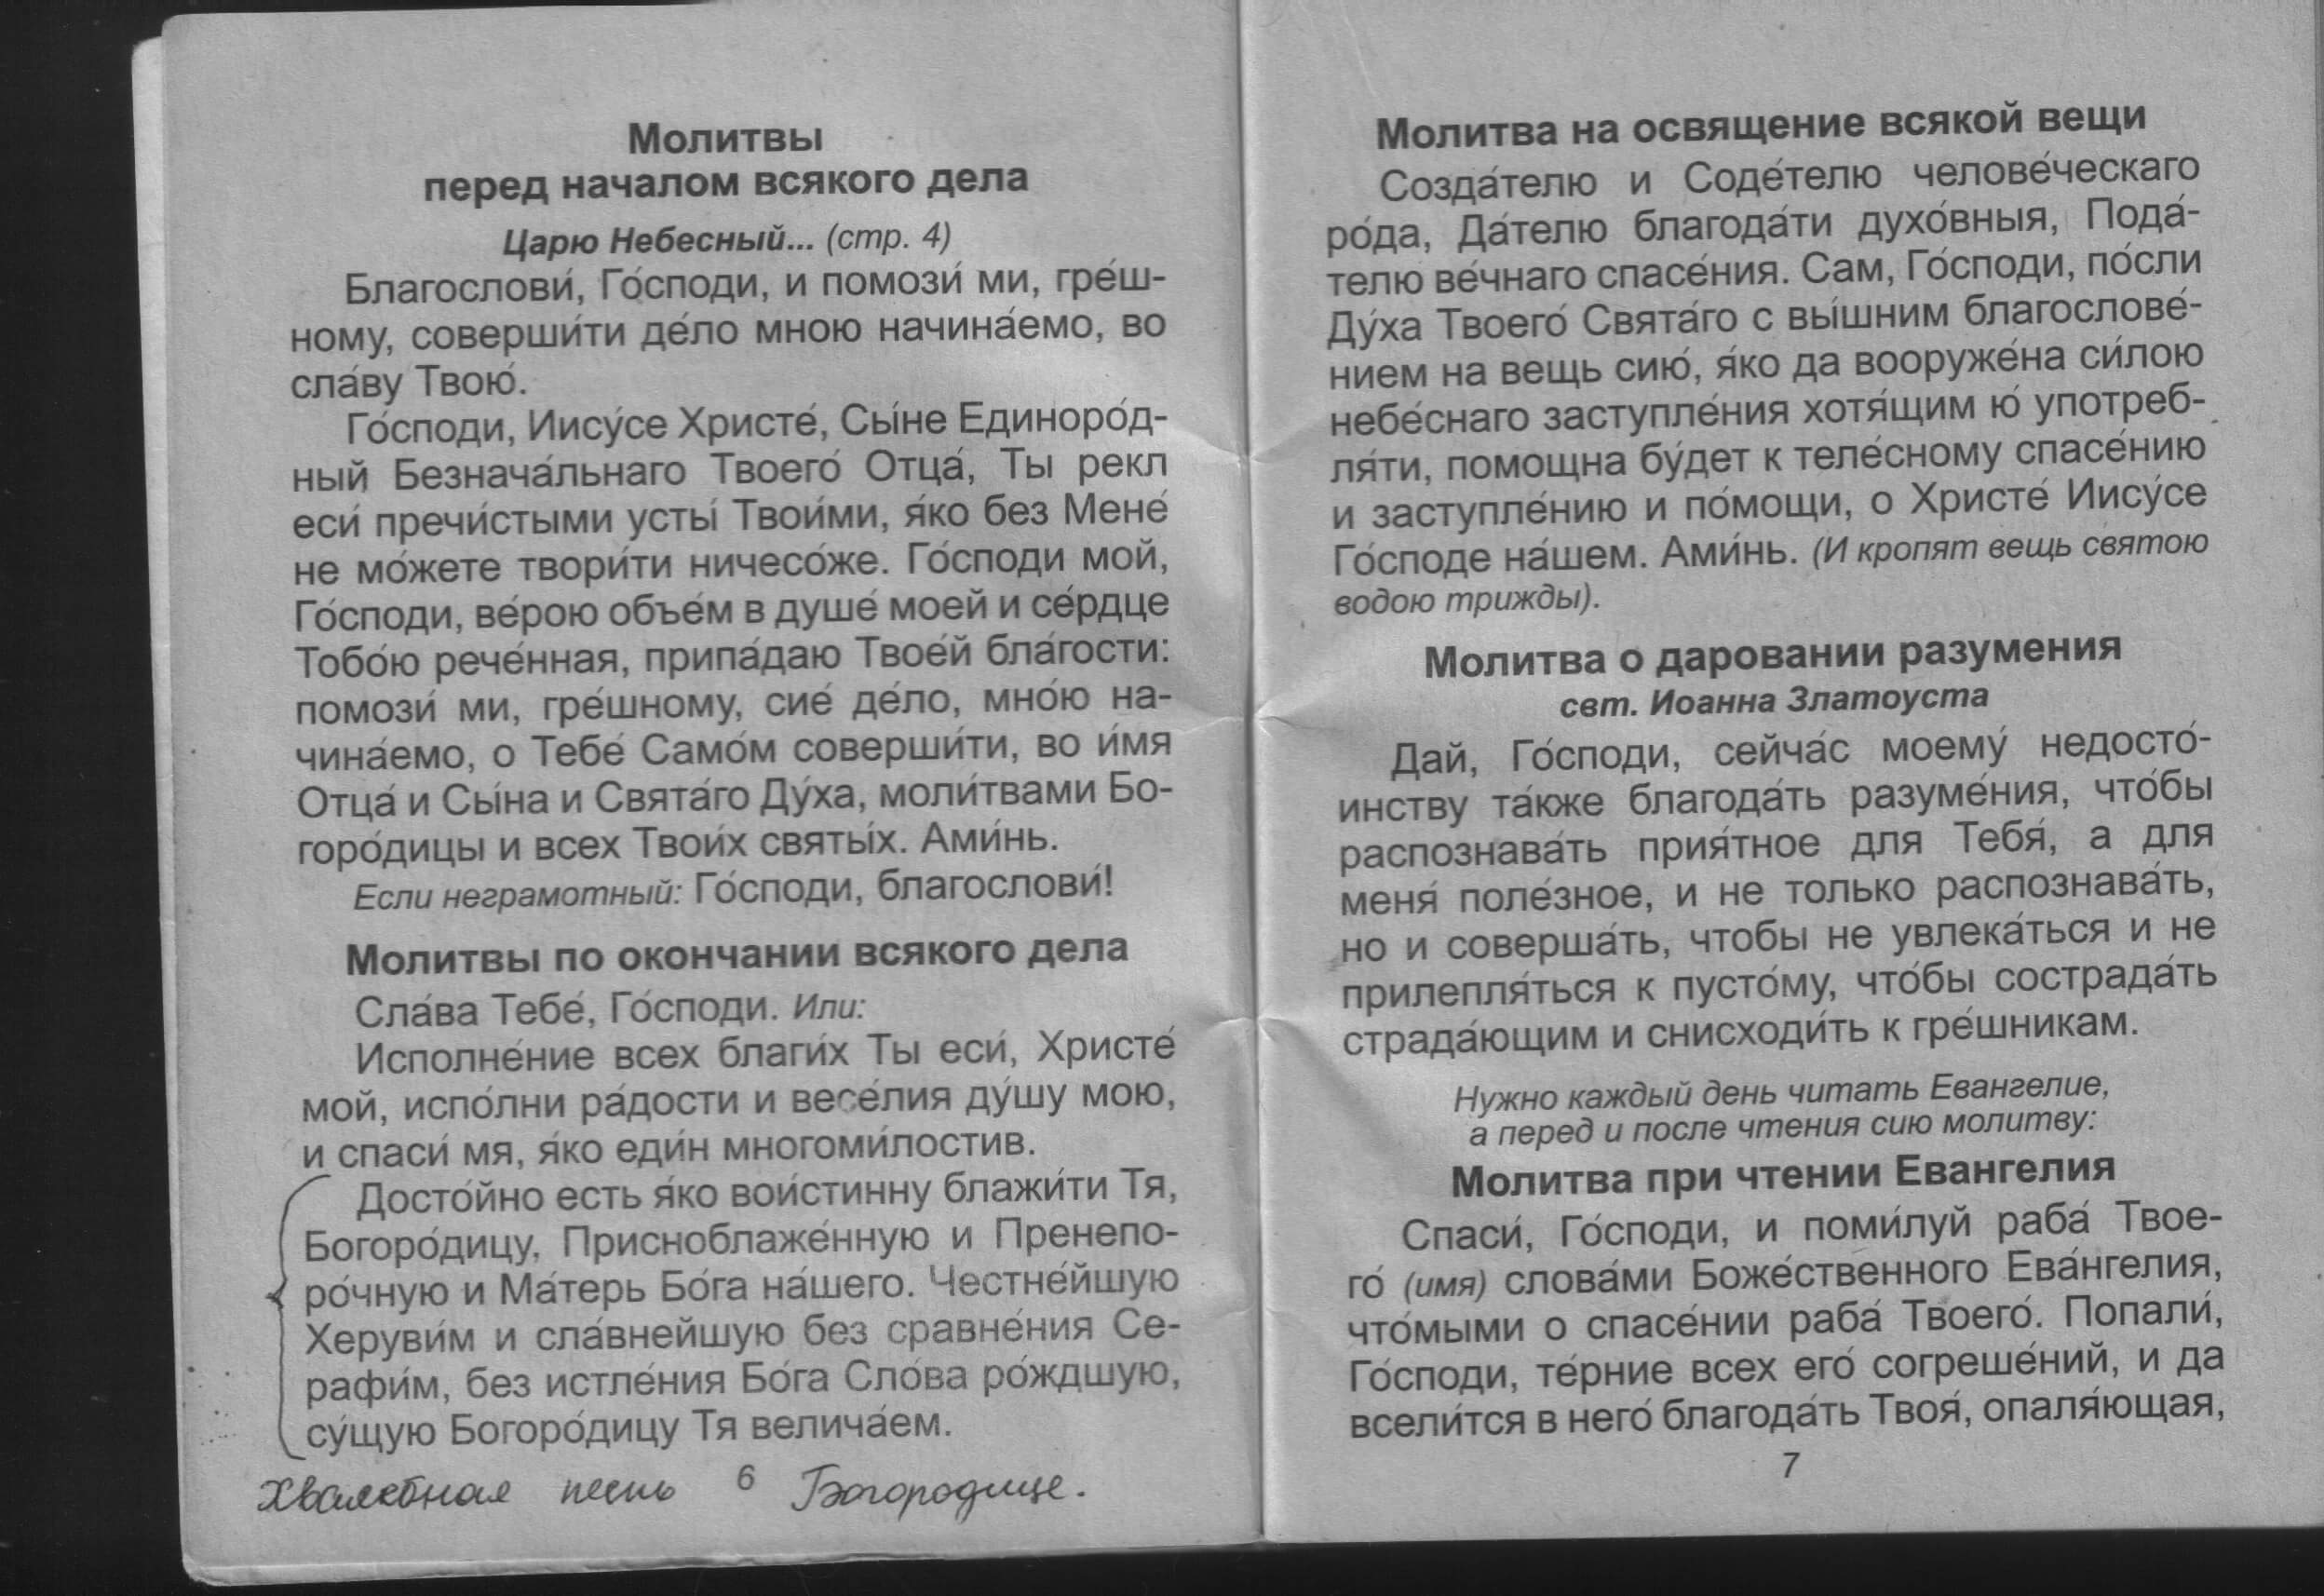 Молитвы
перед началом всякого дела
Царю Небесный... (стр. 4)
Благослови́, Го́споди, и помози́ ми, гре́ш-
ному, соверши́ти де́ло мною начина́емо, во
сла́ву Твою́.
Го́споди, Иису́се Христе́, Сы́не Единоро́д-
ный Безнача́льнаго Твоего́ Отца́, Ты рекл
еси́ пречи́стыми усты́ Твои́ми, я́ко без Мене́
не мо́жете твори́ти ничесо́же. Го́споди мой,
Го́споди, ве́рою объе́м в душе́ моей и се́рдце
Тобо́ю рече́нная, припа́даю Твое́й бла́гости:
помози́ ми, гре́шному, сие́ де́ло, мно́ю на-
чина́емо, о Тебе́ Само́м соверши́ти, во и́мя
Отца́ и Сы́на и Свята́го Ду́ха, моли́твами Бо-
горо́дицы и всех Твои́х святы́х. Ами́нь.
Если неграмотный: Го́споди, благослови́!
Молитвы по окончании всякого дела
Сла́ва Тебе́, Го́споди. Или:
Исполне́ние всех благи́х Ты еси́, Христе́
мой, испо́лни ра́дости и весе́лия ду́шу мою,
и спаси́ мя, я́ко еди́н многоми́лостив.
Досто́йно есть я́ко вои́стинну блажи́ти Тя,
Богоро́дицу, Присноблаже́нную и Пренепо-
ро́чную и Ма́терь Бо́га на́шего. Честне́йшую
Херуви́м и сла́внейшую без сравне́ния Се-
рафи́м, без истле́ния Бо́га Сло́ва ро́ждшую,
су́щую Богоро́дицу Тя велича́ем.
Хвалебная песнь Богородице.
6
Молитва на освящение всякой вещи
Созда́телю и Соде́телю челове́ческаго
ро́да, Да́телю благода́ти духо́вныя, Пода́-
телю ве́чнаго спасе́ния. Сам, Го́споди, по́сли
Ду́ха Твоего́ Свята́го с вы́шним благослове́-
нием на вещь сию́, я́ко да вооруже́на си́лою
небе́снаго заступле́ния хотя́щим ю́ употреб-
ля́ти, помощна бу́дет к теле́сному спасе́нию
и заступле́нию и по́мощи, о Христе́ Иису́се
Го́споде на́шем. Ами́нь. (И кропят вещь святою
водою трижды).
Молитва о даровании разумения
свт. Иоанна Златоуста
Дай, Го́споди, сейча́с моему́ недосто́-
инству та́кже благода́ть разуме́ния, что́бы
распознава́ть прия́тное для Тебя́, а для
меня́ поле́зное, и не только распознава́ть,
но и соверша́ть, чтобы не увлека́ться и не
прилепля́ться к пусто́му, что́бы сострада́ть
страда́ющим и снисходи́ть к гре́шникам.
Нужно каждый день читать Евангелие,
а перед и после чтения сию молитву:
Молитва при чтении Евангелия
Спаси́, Го́споди, и поми́луй раба́ Твое-
го́ (имя) слова́ми Боже́ственного Ева́нгелия,
что́мыми о спасе́нии раба́ Твоего́. Попали́,
Го́споди, те́рние всех его́ согреше́ний, и да
всели́тся в него́ благода́ть Твоя́, опаля́ющая,
7